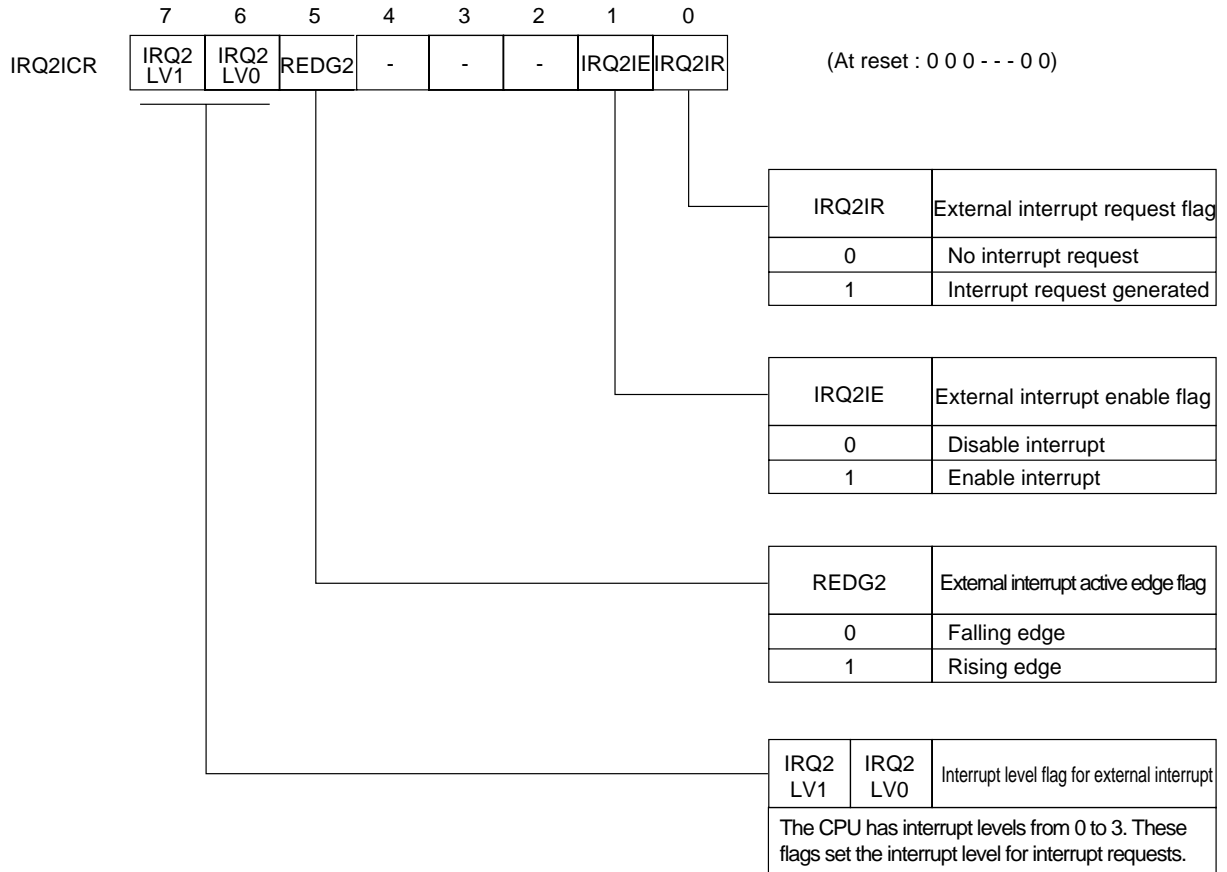 7 6 5 4 3 2 1 0
IRQ2ICR IRQ2 LV1 IRQ2 LV0 REDG2 - - - IRQ2IE IRQ2IR (At reset : 0 0 0 - - - 0 0)
IRQ2IR External interrupt request flag
0 No interrupt request
1 Interrupt request generated
IRQ2IE External interrupt enable flag
0 Disable interrupt
1 Enable interrupt
REDG2 External interrupt active edge flag
0 Falling edge
1 Rising edge
IRQ2 LV1 IRQ2 LV0 Interrupt level flag for external interrupt
The CPU has interrupt levels from 0 to 3. These
flags set the interrupt level for interrupt requests.